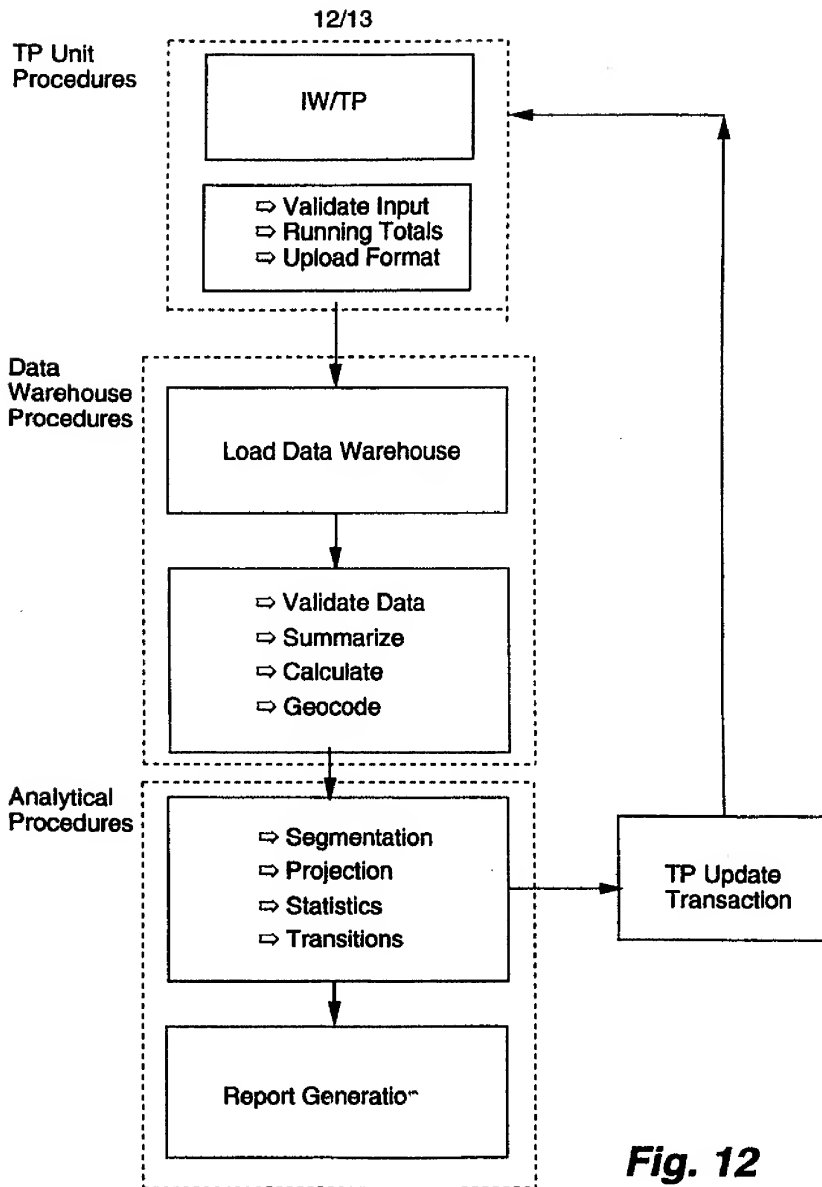 12/13
TP Unit
Procedures
IW/TP
⇨ Validate Input
⇨ Running Totals
⇨ Upload Format
Data
Warehouse
Procedures
Load Data Warehouse
⇨ Validate Data
⇨ Summarize
⇨ Calculate
⇨ Geocode
Analytical
Procedures
⇨ Segmentation
⇨ Projection
⇨ Statistics
⇨ Transitions
TP Update
Transaction
Report Generation
Fig. 12